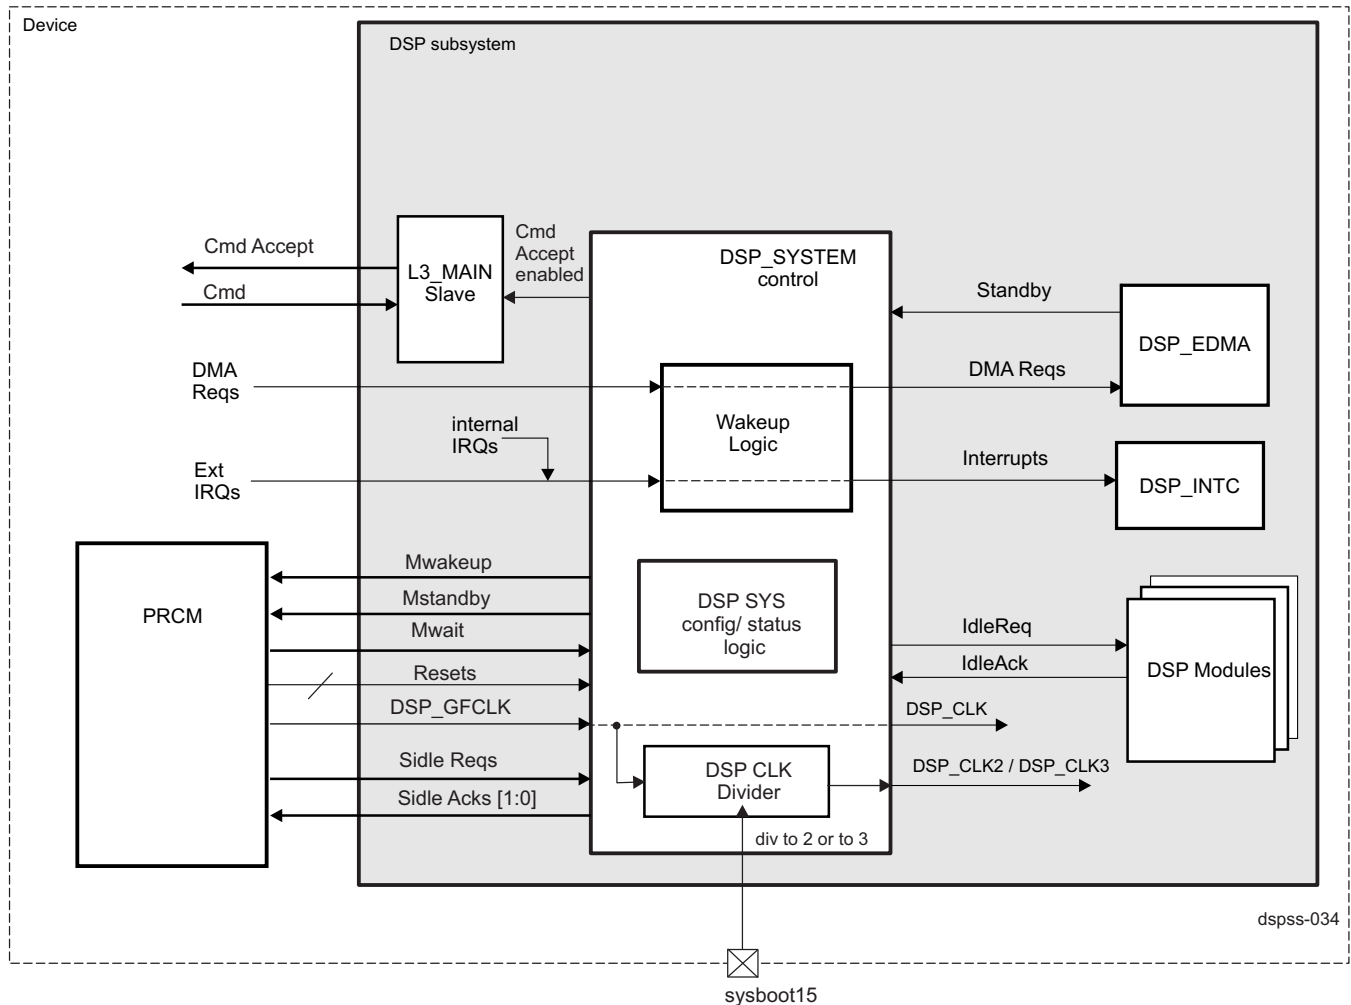 Device
DSP subsystem
Cmd Accept
Cmd
L3_MAIN
Slave
Cmd
Accept
enabled
DSP_SYSTEM
control
Standby
DSP_EDMA
DMA
Reqs
DMA Reqs
internal
IRQs
Wakeup
Logic
Ext
IRQs
Interrupts
DSP_INTC
PRCM
Mwakeup
Mstandby
Mwait
Resets
DSP_GFCLK
Sidle Reqs
Sidle Acks [1:0]
DSP SYS
config/ status
logic
IdleReq
IdleAck
DSP Modules
DSP_CLK
DSP CLK
Divider
DSP_CLK2 / DSP_CLK3
div to 2 or to 3
dspss-034
sysboot15